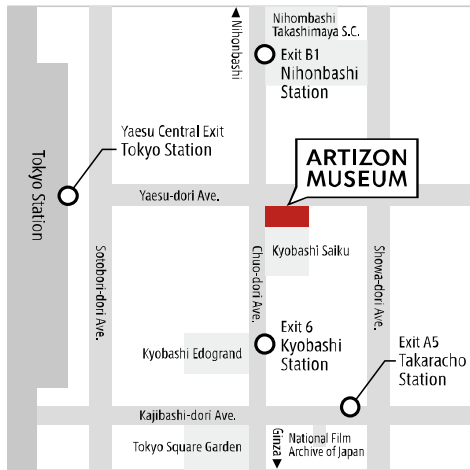 Nihonbashi
Nihombashi
Takashimaya S.C.
Exit B1
Nihonbashi
Station
Yaesu Central Exit
Tokyo Station
Tokyo Station
ARTIZON
MUSEUM
Yaesu-dori Ave.
Sotobori-dori Ave.
Chuo-dori Ave.
Kyobashi Saiku
Showa-dori Ave.
Exit 6
Kyobashi
Station
Kyobashi Edogrand
Exit A5
Takaracho
Station
Kajibashi-dori Ave.
Tokyo Square Garden
Ginza
National Film
Archive of Japan